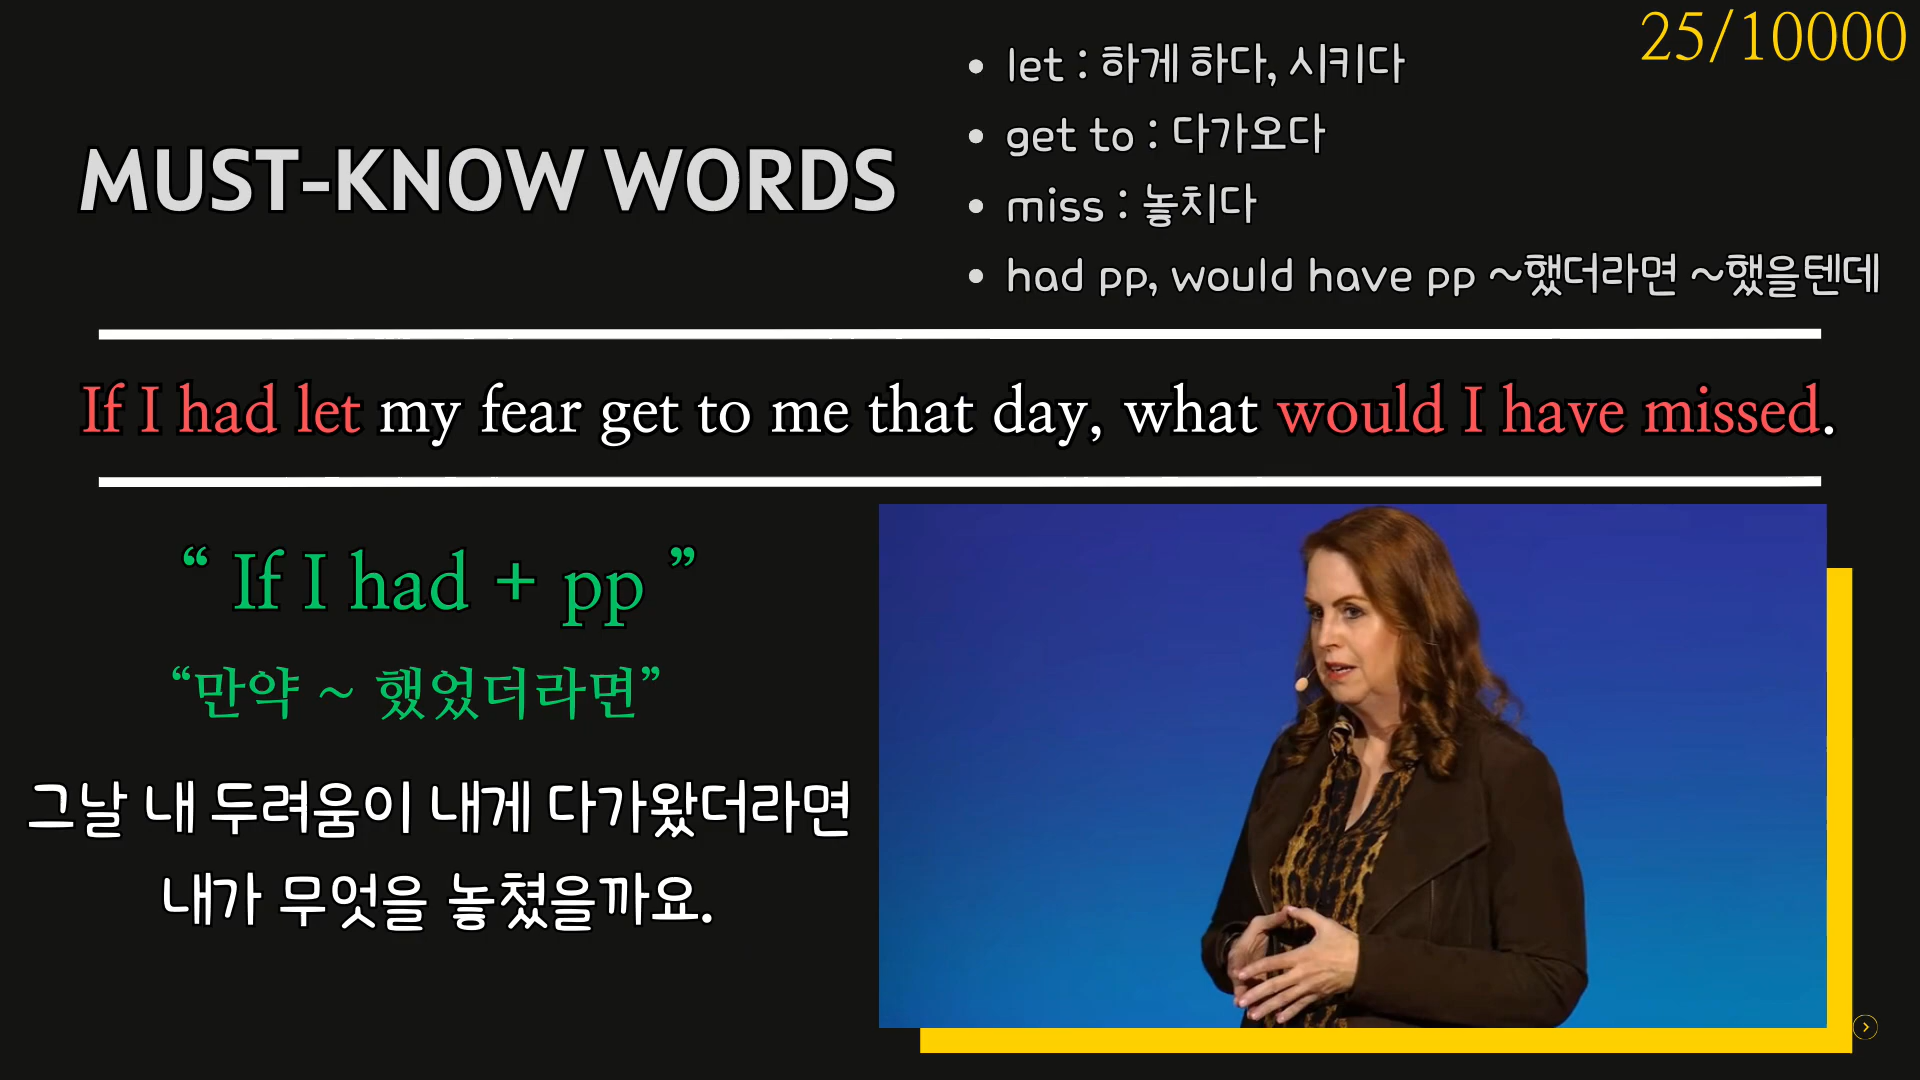 25/10000
MUST-KNOW WORDS
let : 하게 하다, 시키다
get to : 다가오다
miss : 놓치다
had pp, would have pp ~했더라면 ~했을텐데
If I had let my fear get to me that day, what would I have missed.
“ If I had + pp ”
“만약 ~ 했었더라면”
그날 내 두려움이 내게 다가왔더라면
내가 무엇을 놓쳤을까요.